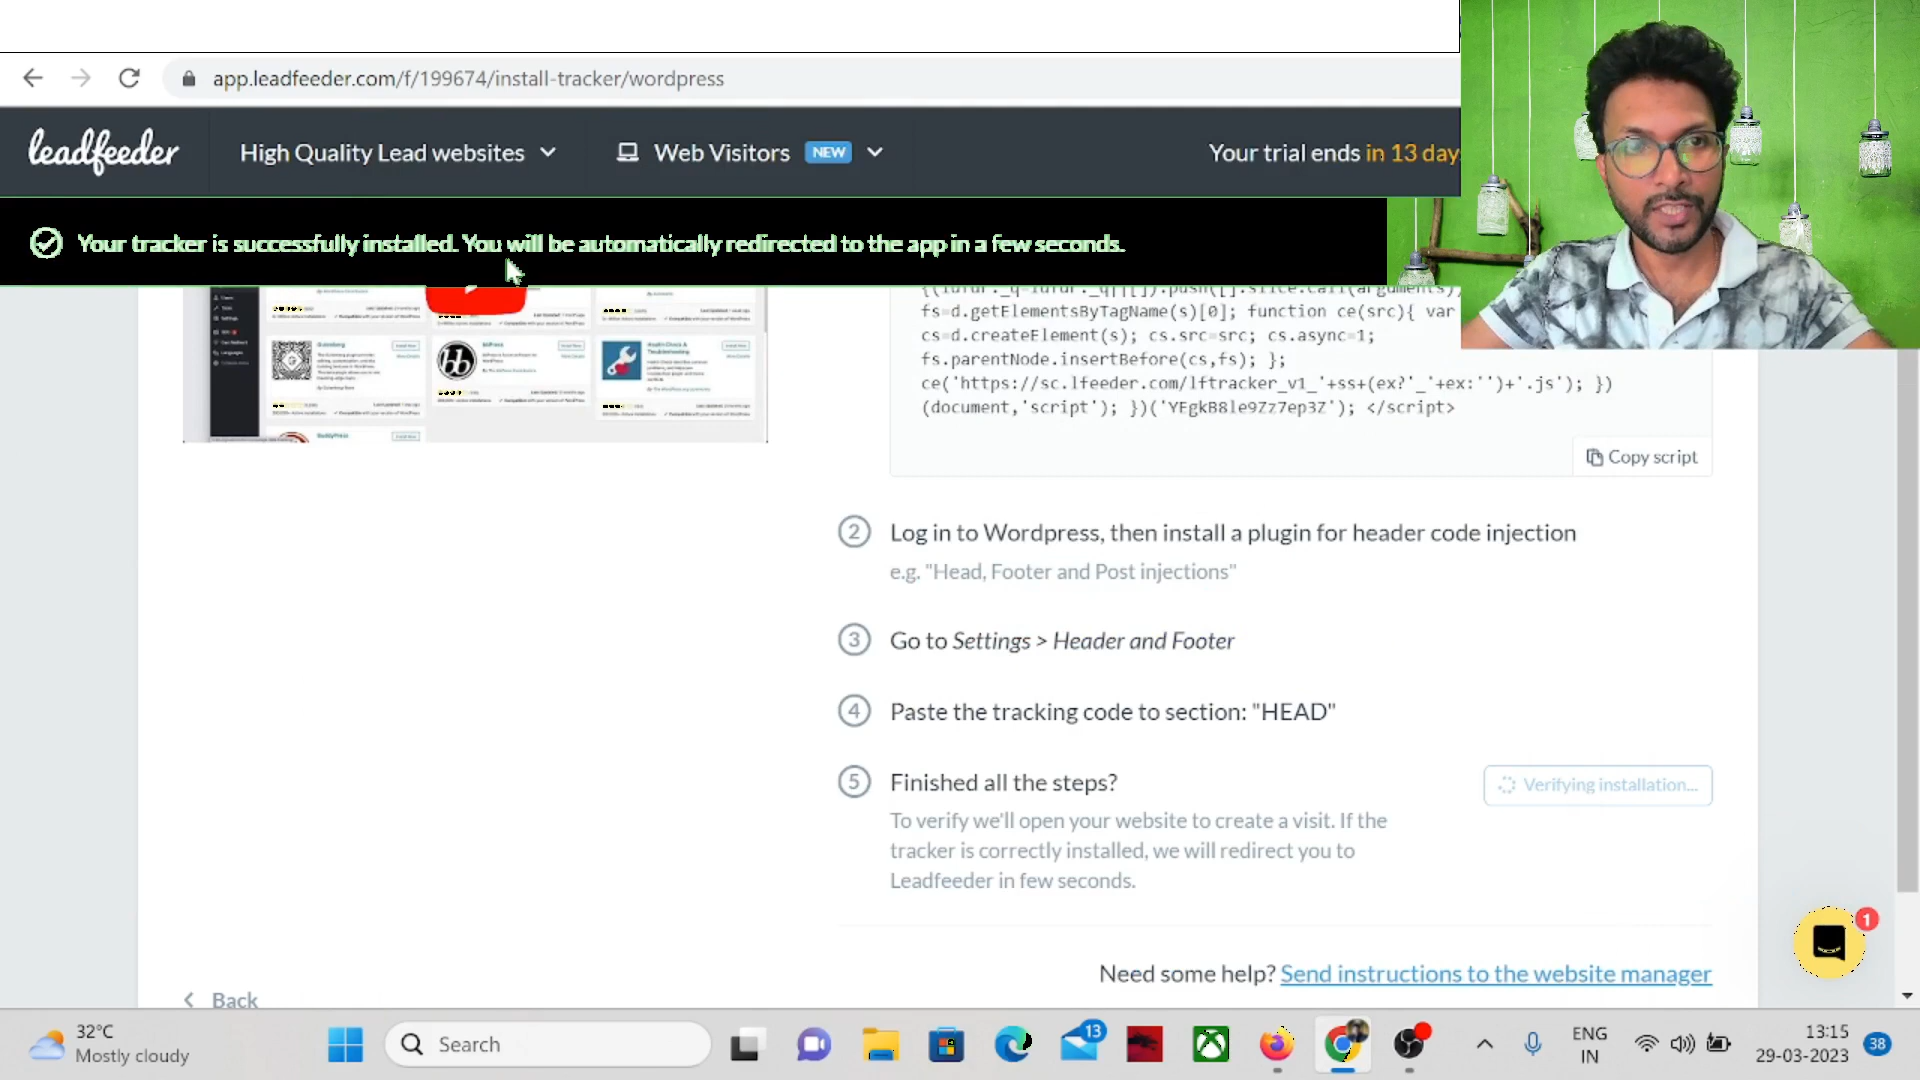 app.leadfeeder.com/f/199674/install-tracker/wordpress
leadfeeder
High Quality Lead websites
Web Visitors NEW
Your trial ends in 13 day
Your tracker is successfully installed. You will be automatically redirected to the app in a few seconds.
fs=d.getElementsByTagName(s)[0]; function ce(src){ var
cs=d.createElement(s); cs.src=src; cs.async=1;
fs.parentNode.insertBefore(cs,fs); };
ce('https://sc.lfeeder.com/lftracker_v1_'+ss+(ex?'_'+ex:'')+'.js'); })
(document,'script'); })('YEgkB8le9Zz7ep3Z'); </script>
Copy script
2 Log in to Wordpress, then install a plugin for header code injection
e.g. "Head, Footer and Post injections"
3 Go to Settings > Header and Footer
4 Paste the tracking code to section: "HEAD"
5 Finished all the steps?
Verifying installation...
To verify we'll open your website to create a visit. If the
tracker is correctly installed, we will redirect you to
Leadfeeder in few seconds.
1
Need some help? Send instructions to the website manager
Back
32°C
Mostly cloudy
Search
13
ENG
IN
13:15
29-03-2023
38